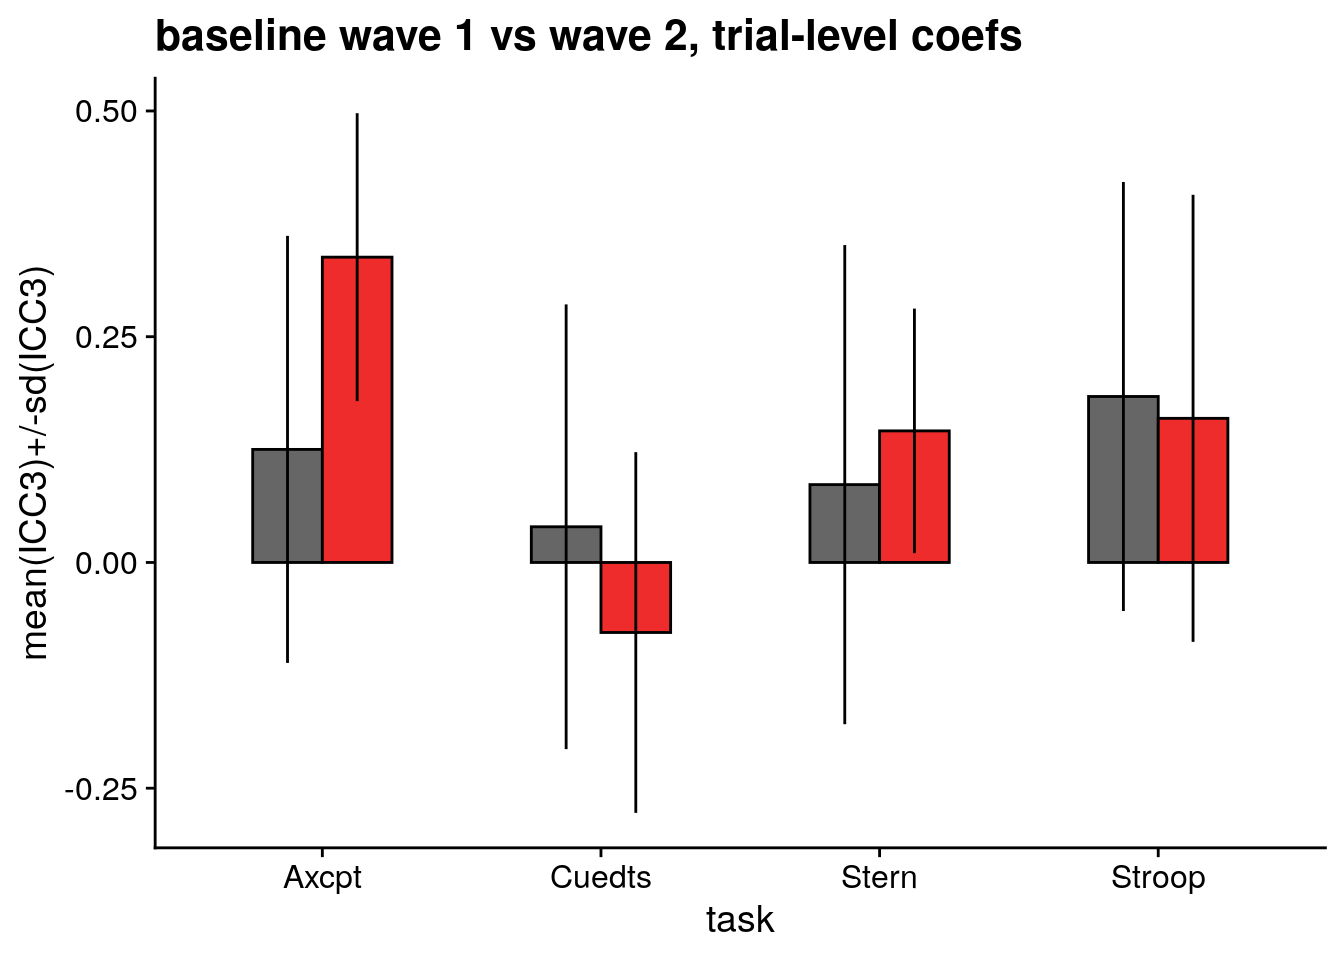 baseline wave 1 vs wave 2, trial-level coefs
mean(ICC3)+/-sd(ICC3)
0.50
0.25
0.00
-0.25
Axcpt
Cuedts
Stern
Stroop
task